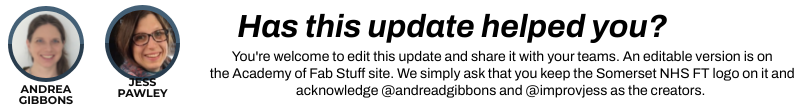 Has this update helped you?
You're welcome to edit this update and share it with your teams. An editable version is on
the Academy of Fab Stuff site. We simply ask that you keep the Somerset NHS FT logo on it and
acknowledge @andreadgibbons and @improvjess as the creators.
ANDREA
GIBBONS
JESS
PAWLEY